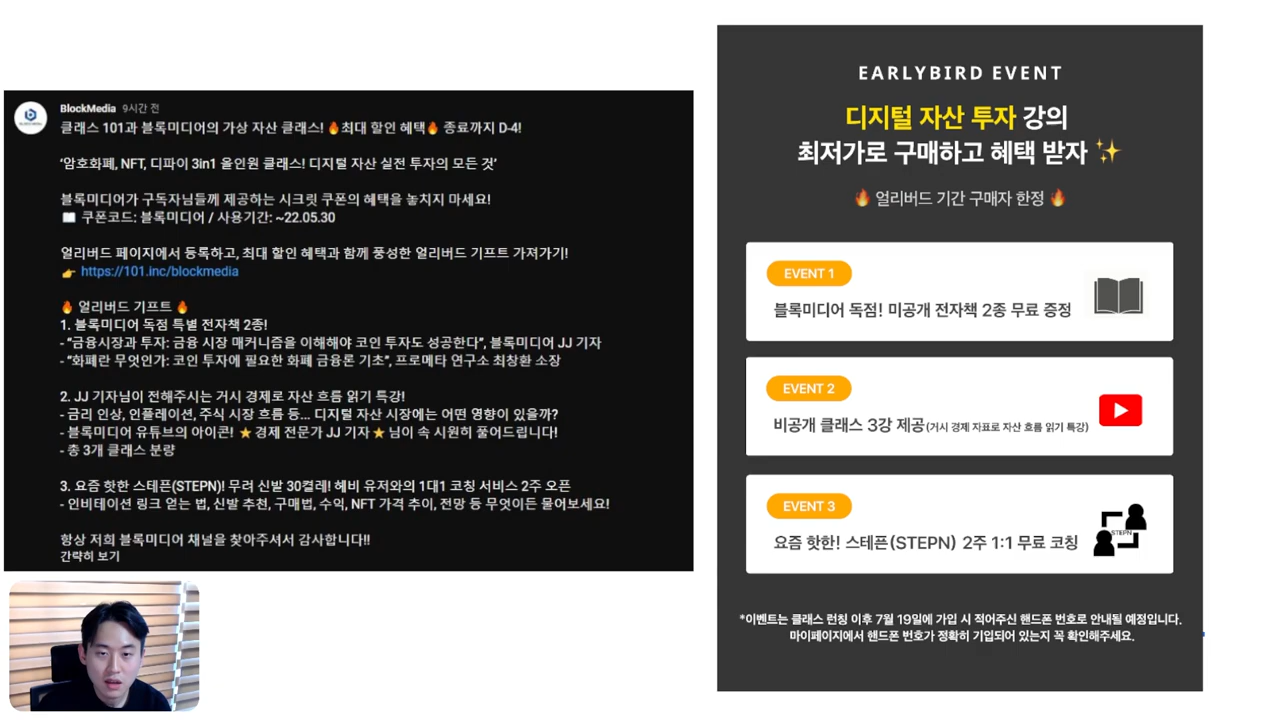 BlockMedia 9시간 전
클래스 101과 블록미디어의 가상 자산 클래스! 🔥최대 할인 혜택🔥 종료까지 D-4!
‘암호화폐, NFT, 디파이 3in1 올인원 클래스! 디지털 자산 실전 투자의 모든 것’
블록미디어가 구독자님들께 제공하는 시크릿 쿠폰의 혜택을 놓치지 마세요!
📖 쿠폰코드: 블록미디어 / 사용기간: ~22.05.30
얼리버드 페이지에서 등록하고, 최대 할인 혜택과 함께 풍성한 얼리버드 기프트 가져가기!
👉 https://101.inc/blockmedia
🔥 얼리버드 기프트 🔥
1. 블록미디어 독점 특별 전자책 2종!
- “금융시장과 투자: 금융 시장 매커니즘을 이해해야 코인 투자도 성공한다”, 블록미디어 JJ 기자
- “화폐란 무엇인가: 코인 투자에 필요한 화폐 금융론 기초”, 프로메타 연구소 최창환 소장
2. JJ 기자님이 전해주시는 거시 경제로 자산 흐름 읽기 특강!
- 금리 인상, 인플레이션, 주식 시장 흐름 등... 디지털 자산 시장에는 어떤 영향이 있을까?
- 블록미디어 유튜브의 아이콘! ⭐경제 전문가 JJ 기자⭐님이 속 시원히 풀어드립니다!
- 총 3개 클래스 분량
3. 요즘 핫한 스테픈(STEPN)! 무려 신발 30컬레! 헤비 유저와의 1대1 코칭 서비스 2주 오픈
- 인비테이션 링크 얻는 법, 신발 추천, 구매법, 수익, NFT 가격 추이, 전망 등 무엇이든 물어보세요!
항상 저희 블록미디어 채널을 찾아주셔서 감사합니다!!
간략히 보기
EARLYBIRD EVENT
디지털 자산 투자 강의
최저가로 구매하고 혜택 받자 ✨
🔥 얼리버드 기간 구매자 한정 🔥
EVENT 1
블록미디어 독점! 미공개 전자책 2종 무료 증정
EVENT 2
비공개 클래스 3강 제공(거시 경제 지표로 자산 흐름 읽기 특강)
EVENT 3
요즘 핫한! 스테픈(STEPN) 2주 1:1 무료 코칭
STEPN
*이벤트는 클래스 런칭 이후 7월 19일에 가입 시 적어주신 핸드폰 번호로 안내될 예정입니다.
마이페이지에서 핸드폰 번호가 정확히 기입되어 있는지 꼭 확인해주세요.